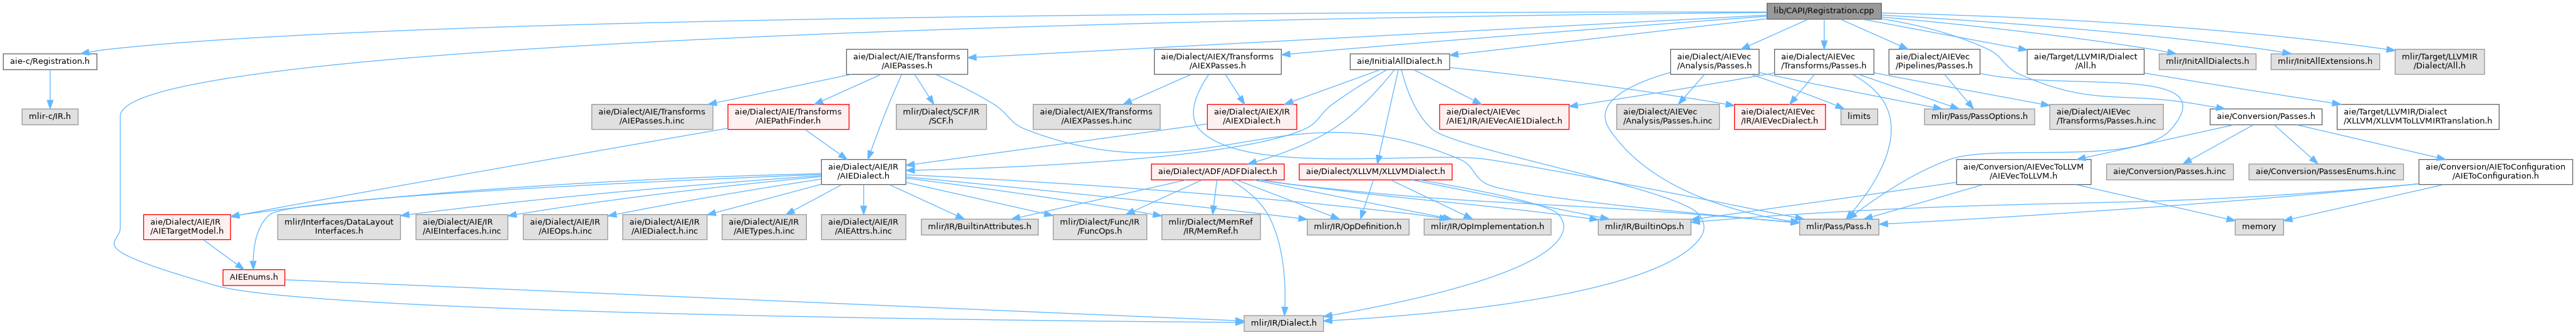 lib/CAPI/Registration.cpp
aie-c/Registration.h
aie/Dialect/AIE/Transforms
/AIEPasses.h
aie/Dialect/AIEX/Transforms
/AIEXPasses.h
aie/InitialAllDialect.h
aie/Dialect/AIEVec
/Analysis/Passes.h
aie/Dialect/AIEVec
/Transforms/Passes.h
aie/Dialect/AIEVec
/Pipelines/Passes.h
aie/Target/LLVMIR/Dialect
/All.h
mlir/InitAllDialects.h
mlir/InitAllExtensions.h
mlir/Target/LLVMIR
/Dialect/All.h
mlir-c/IR.h
aie/Dialect/AIE/Transforms
/AIEPasses.h.inc
aie/Dialect/AIE/Transforms
/AIEPathFinder.h
mlir/Dialect/SCF/IR
/SCF.h
aie/Dialect/AIEX/Transforms
/AIEXPasses.h.inc
aie/Dialect/AIEX/IR
/AIEXDialect.h
aie/Dialect/AIEVec
/AIE1/IR/AIEVecAIE1Dialect.h
aie/Dialect/AIEVec
/IR/AIEVecDialect.h
aie/Dialect/AIEVec
/Analysis/Passes.h.inc
limits
mlir/Pass/PassOptions.h
aie/Dialect/AIEVec
/Transforms/Passes.h.inc
aie/Conversion/Passes.h
aie/Target/LLVMIR/Dialect
/XLLVM/XLLVMToLLVMIRTranslation.h
aie/Dialect/AIE/IR
/AIEDialect.h
aie/Dialect/ADF/ADFDialect.h
aie/Dialect/XLLVM/XLLVMDialect.h
aie/Conversion/AIEVecToLLVM
/AIEVecToLLVM.h
aie/Conversion/Passes.h.inc
aie/Conversion/PassesEnums.h.inc
aie/Conversion/AIEToConfiguration
/AIEToConfiguration.h
aie/Dialect/AIE/IR
/AIETargetModel.h
mlir/Interfaces/DataLayout
Interfaces.h
aie/Dialect/AIE/IR
/AIEInterfaces.h.inc
aie/Dialect/AIE/IR
/AIEOps.h.inc
aie/Dialect/AIE/IR
/AIEDialect.h.inc
aie/Dialect/AIE/IR
/AIETypes.h.inc
aie/Dialect/AIE/IR
/AIEAttrs.h.inc
mlir/IR/BuiltinAttributes.h
mlir/Dialect/Func/IR
/FuncOps.h
mlir/Dialect/MemRef
/IR/MemRef.h
mlir/IR/OpDefinition.h
mlir/IR/OpImplementation.h
mlir/IR/BuiltinOps.h
mlir/Pass/Pass.h
memory
AIEEnums.h
mlir/IR/Dialect.h